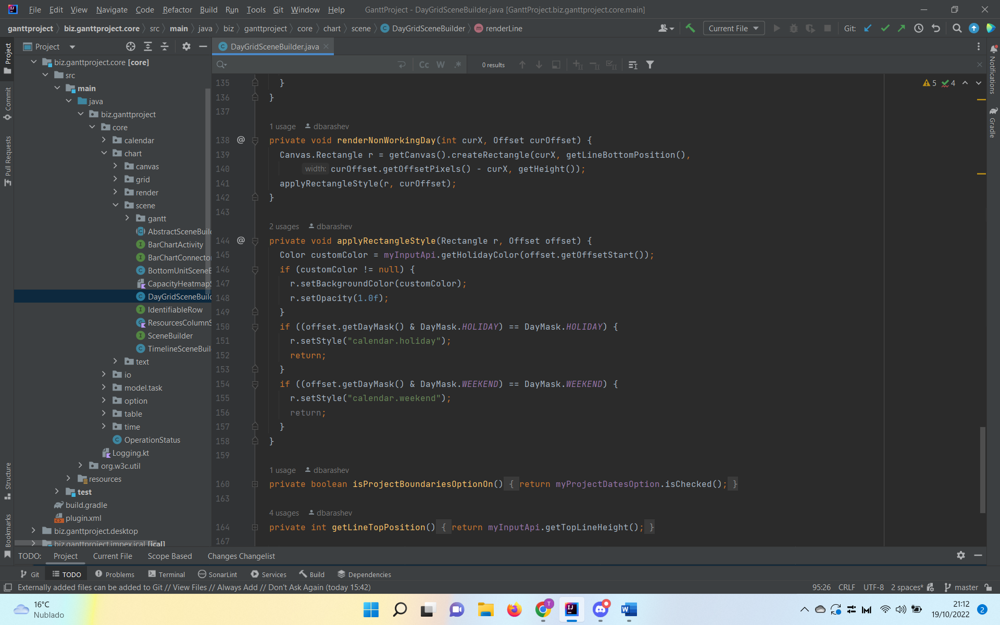 File Edit View Navigate Code Refactor Build Run Tools Git Window Help GanttProject - DayGridSceneBuilder.java [GanttProject.biz.ganttproject.core.main]
ganttproject biz.ganttproject.core src main java biz ganttproject core chart scene DayGridSceneBuilder renderLine Current File Git:
Project
DayGridSceneBuilder.java
Cc W .* 0 results
biz.ganttproject.core [core]
src
main
java
biz.ganttproject
core
calendar
chart
canvas
grid
render
scene
gantt
AbstractSceneBuil
BarChartActivity
BarChartConnecto
BottomUnitSceneB
CapacityHeatmapS
DayGridSceneBuild
IdentifiableRow
ResourcesColumnS
SceneBuilder
TimelineSceneBuil
text
io
model.task
option
table
time
OperationStatus
Logging.kt
org.w3c.util
resources
test
build.gradle
plugin.xml
biz.ganttproject.desktop
biz.ganttproject.impex.ical [ical]
Project
Commit
Pull Requests
Structure
Bookmarks
5 4
135 }
136 }
137
1 usage dbarashev
138 @ private void renderNonWorkingDay(int curX, Offset curOffset) {
139 Canvas.Rectangle r = getCanvas().createRectangle(curX, getLineBottomPosition(),
140 width: curOffset.getOffsetPixels() - curX, getHeight());
141 applyRectangleStyle(r, curOffset);
142 }
143
2 usages dbarashev
144 @ private void applyRectangleStyle(Rectangle r, Offset offset) {
145 Color customColor = myInputApi.getHolidayColor(offset.getOffsetStart());
146 if (customColor != null) {
147 r.setBackgroundColor(customColor);
148 r.setOpacity(1.0f);
149 }
150 if ((offset.getDayMask() & DayMask.HOLIDAY) == DayMask.HOLIDAY) {
151 r.setStyle("calendar.holiday");
152 return;
153 }
154 if ((offset.getDayMask() & DayMask.WEEKEND) == DayMask.WEEKEND) {
155 r.setStyle("calendar.weekend");
156 return;
157 }
158 }
159
1 usage dbarashev
160 private boolean isProjectBoundariesOptionOn() { return myProjectDatesOption.isChecked(); }
163
4 usages dbarashev
164 private int getLineTopPosition() { return myInputApi.getTopLineHeight(); }
167
Notifications
Gradle
TODO: Project Current File Scope Based Changes Changelist
Git TODO Problems Terminal SonarLint Services Build Dependencies
Externally added files can be added to Git // View Files // Always Add // Don't Ask Again (today 15:42) 95:26 CRLF UTF-8 2 spaces* master
16°C
Nublado
T
IJ
W
21:12
19/10/2022
2